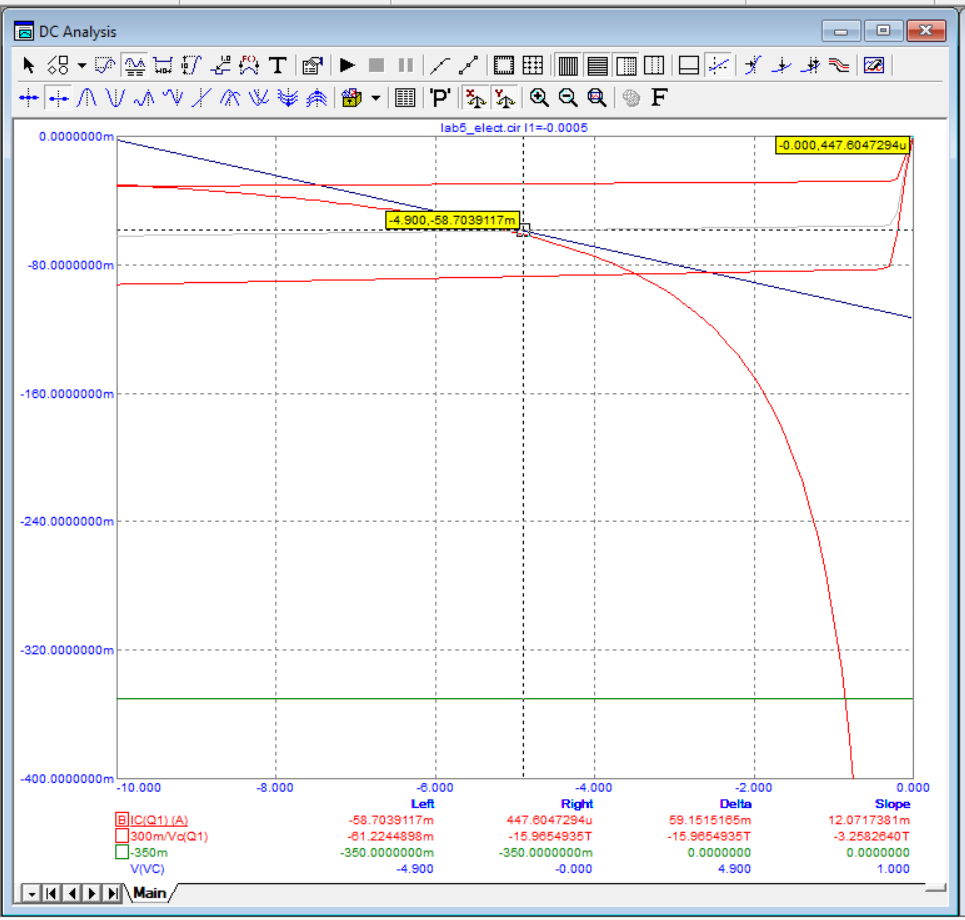 DC Analysis
T
'P' F
lab5_elect.cir I1=-0.0005
0.0000000m
-0.000,447.6047294u
-4.900,-58.7039117m
-80.0000000m
-160.0000000m
-240.0000000m
-320.0000000m
-400.0000000m
-10.000 -8.000 -6.000 -4.000 -2.000 0.000
Left Right Delta Slope
B IC(Q1) (A) -58.7039117m 447.6047294u 59.1515165m 12.0717381m
300m/Vc(Q1) -61.2244898m -15.9654935T -15.9654935T -3.2582640T
-350m -350.0000000m -350.0000000m 0.0000000 0.0000000
V(VC) -4.900 -0.000 4.900 1.000
Main